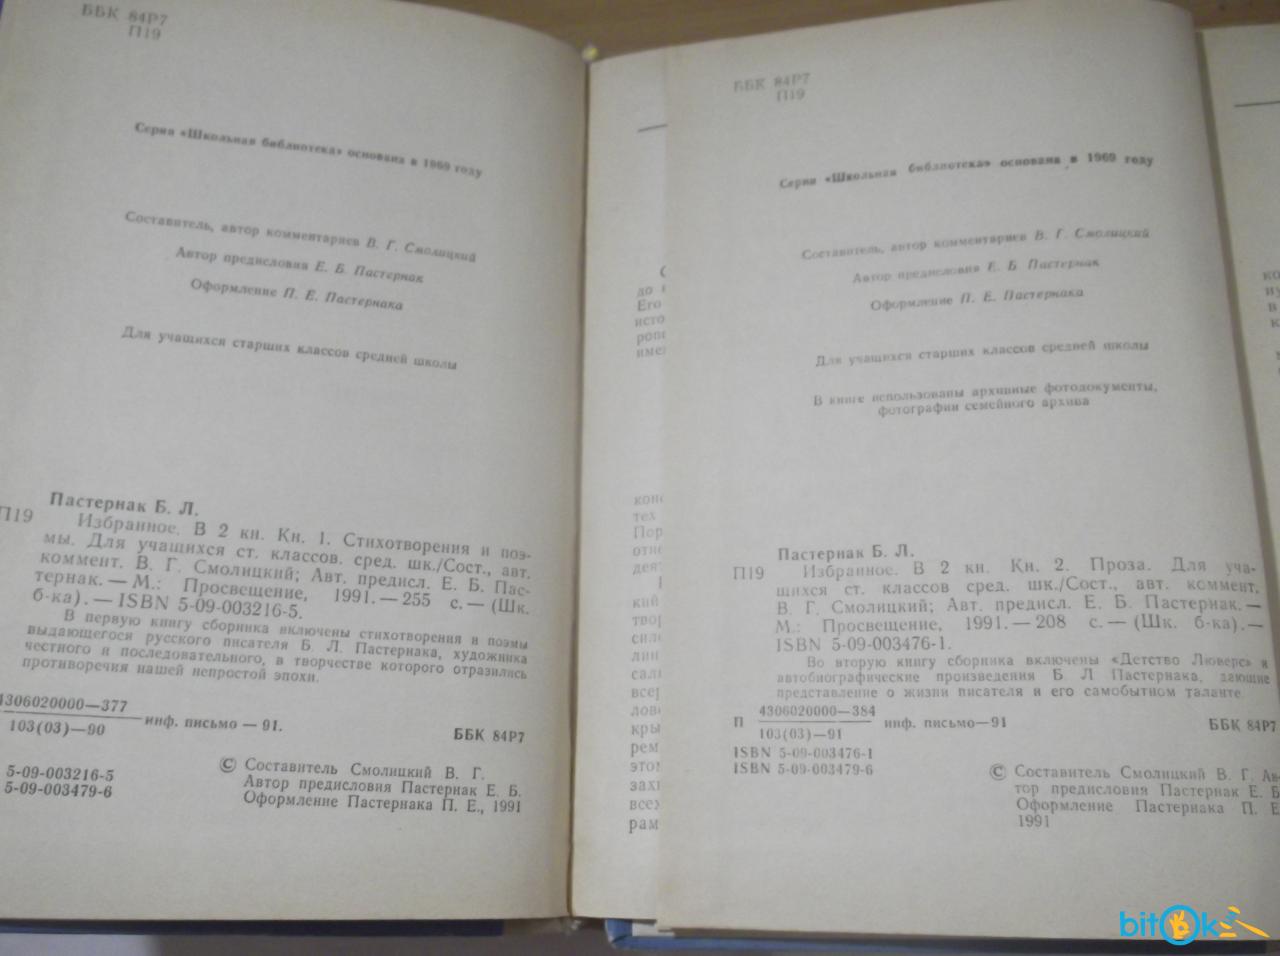 ББК 84Р7
П19
Серия «Школьная библиотека» основана в 1969 году
Составитель, автор комментариев В. Г. Смолицкий
Автор предисловия Е. Б. Пастернак
Оформление П. Е. Пастернака
Для учащихся старших классов средней школы
Пастернак Б. Л.
П19 Избранное. В 2 кн. Кн. 1. Стихотворения и поэ-
мы. Для учащихся ст. классов. сред. шк./Сост., авт.
коммент. В. Г. Смолицкий; Авт. предисл. Е. Б. Пас-
тернак. — М.: Просвещение, 1991. — 255 с. — (Шк.
б-ка). — ISBN 5-09-003216-5.
В первую книгу сборника включены стихотворения и поэмы
выдающегося русского писателя Б. Л. Пастернака, художника
честного и последовательного, в творчестве которого отразились
противоречия нашей непростой эпохи.
4306020000—377
103(03)—90
инф. письмо — 91.
ББК 84Р7
5-09-003216-5
5-09-003479-6
© Составитель Смолицкий В. Г.
Автор предисловия Пастернак Е. Б.
Оформление Пастернака П. Е., 1991
до
Его
исто
конс
тех
кий
всех
рам
ББК 84Р7
П19
Серия «Школьная библиотека» основана в 1969 году
Составитель, автор комментариев В. Г. Смолицкий
Автор предисловия Е. Б Пастернак
Оформление П. Е. Пастернака
Для учащихся старших классов средней школы
В книге использованы архивные фотодокументы,
фотографии семейного архива
Пастернак Б. Л.
П19 Избранное. В 2 кн. Кн. 2. Проза. Для уча-
щихся ст. классов сред. шк./Сост., авт. коммент.
В. Г. Смолицкий; Авт. предисл. Е. Б. Пастернак. —
М.: Просвещение, 1991. — 208 с. — (Шк. б-ка). —
ISBN 5-09-003476-1.
Во вторую книгу сборника включены «Детство Люверс» и
автобиографические произведения Б. Л Пастернака, дающие
представление о жизни писателя и его самобытном таланте.
П
4306020000—384
103(03)—91
инф. письмо—91
ББК 84Р7
ISBN 5-09-003476-1
ISBN 5-09-003479-6
© Составитель Смолицкий В. Г. Ав-
тор предисловия Пастернак Е. Б
Оформление Пастернака П. Е
1991
bitOk